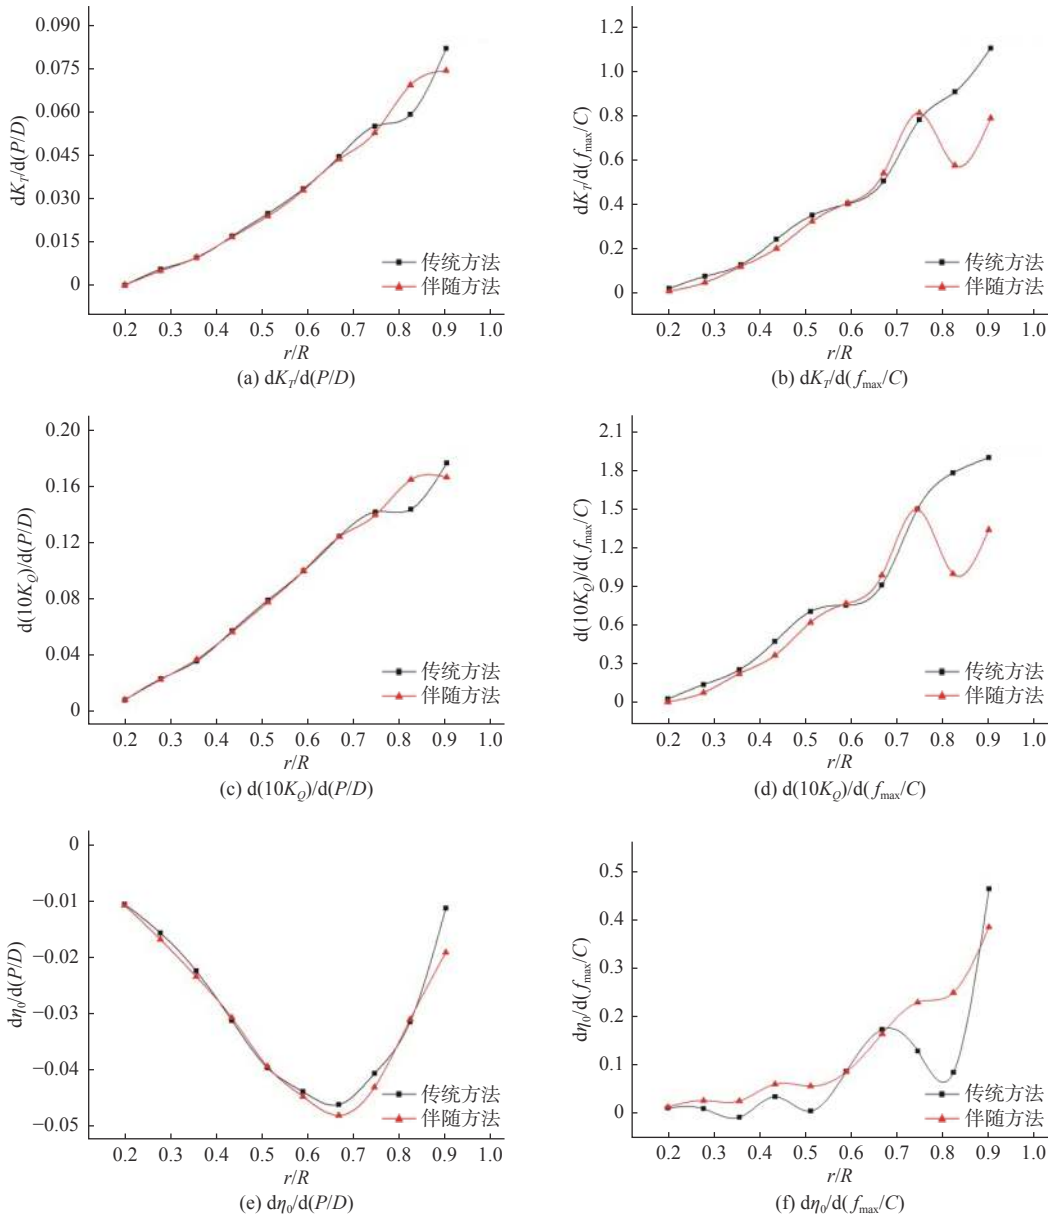 0.090
0.075
0.060
0.045
0.030
0.015
0
dK_T/d(P/D)
传统方法
伴随方法
0.2 0.3 0.4 0.5 0.6 0.7 0.8 0.9 1.0
r/R
(a) dK_T/d(P/D)
1.2
1.0
0.8
0.6
0.4
0.2
0
dK_T/d(f_max/C)
传统方法
伴随方法
0.2 0.3 0.4 0.5 0.6 0.7 0.8 0.9 1.0
r/R
(b) dK_T/d(f_max/C)
0.20
0.16
0.12
0.08
0.04
0
d(10K_Q)/d(P/D)
传统方法
伴随方法
0.2 0.3 0.4 0.5 0.6 0.7 0.8 0.9 1.0
r/R
(c) d(10K_Q)/d(P/D)
2.1
1.8
1.5
1.2
0.9
0.6
0.3
0
d(10K_Q)/d(f_max/C)
传统方法
伴随方法
0.2 0.3 0.4 0.5 0.6 0.7 0.8 0.9 1.0
r/R
(d) d(10K_Q)/d(f_max/C)
0
−0.01
−0.02
−0.03
−0.04
−0.05
dη_0/d(P/D)
传统方法
伴随方法
0.2 0.3 0.4 0.5 0.6 0.7 0.8 0.9 1.0
r/R
(e) dη_0/d(P/D)
0.5
0.4
0.3
0.2
0.1
0
dη_0/d(f_max/C)
传统方法
伴随方法
0.2 0.3 0.4 0.5 0.6 0.7 0.8 0.9 1.0
r/R
(f) dη_0/d(f_max/C)